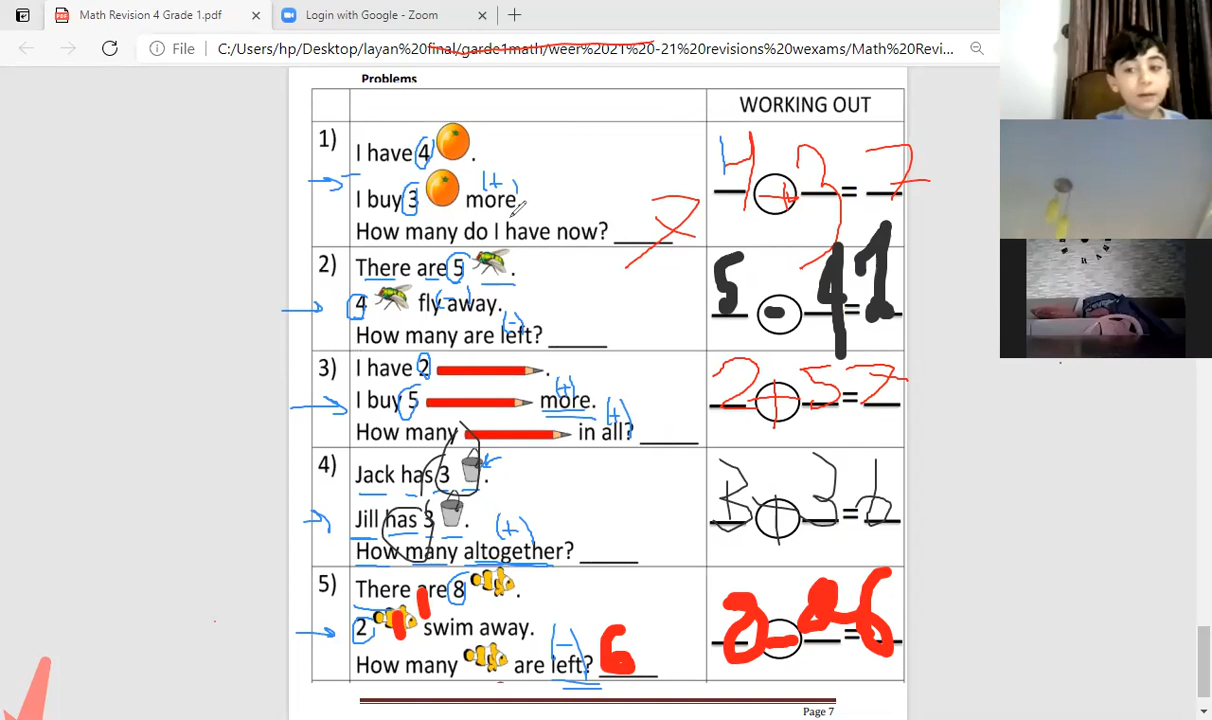 Math Revision 4 Grade 1.pdf
Login with Google - Zoom
File C:/Users/hp/Desktop/layan%20final/garde1math/weer%2021%20-21%20revisions%20wexams/Math%20Revi...
Problems
WORKING OUT
1) I have 4 .
(+)
I buy 3 more.
How many do I have now? 7
4 + 3 = 7
2) There are 5 .
4 fly away. (-)
(-)
How many are left?
5 - 4 = 1
3) I have 2 .
(+)
I buy 5 more.
(+)
How many in all?
2 + 5 = 7
4) Jack has 3 .
Jill has 3 .
(+)
How many altogether?
3 + 3 = 6
5) There are 8 .
2 swim away.
(-)
How many are left? 6
8 - 2 = 6
Page 7